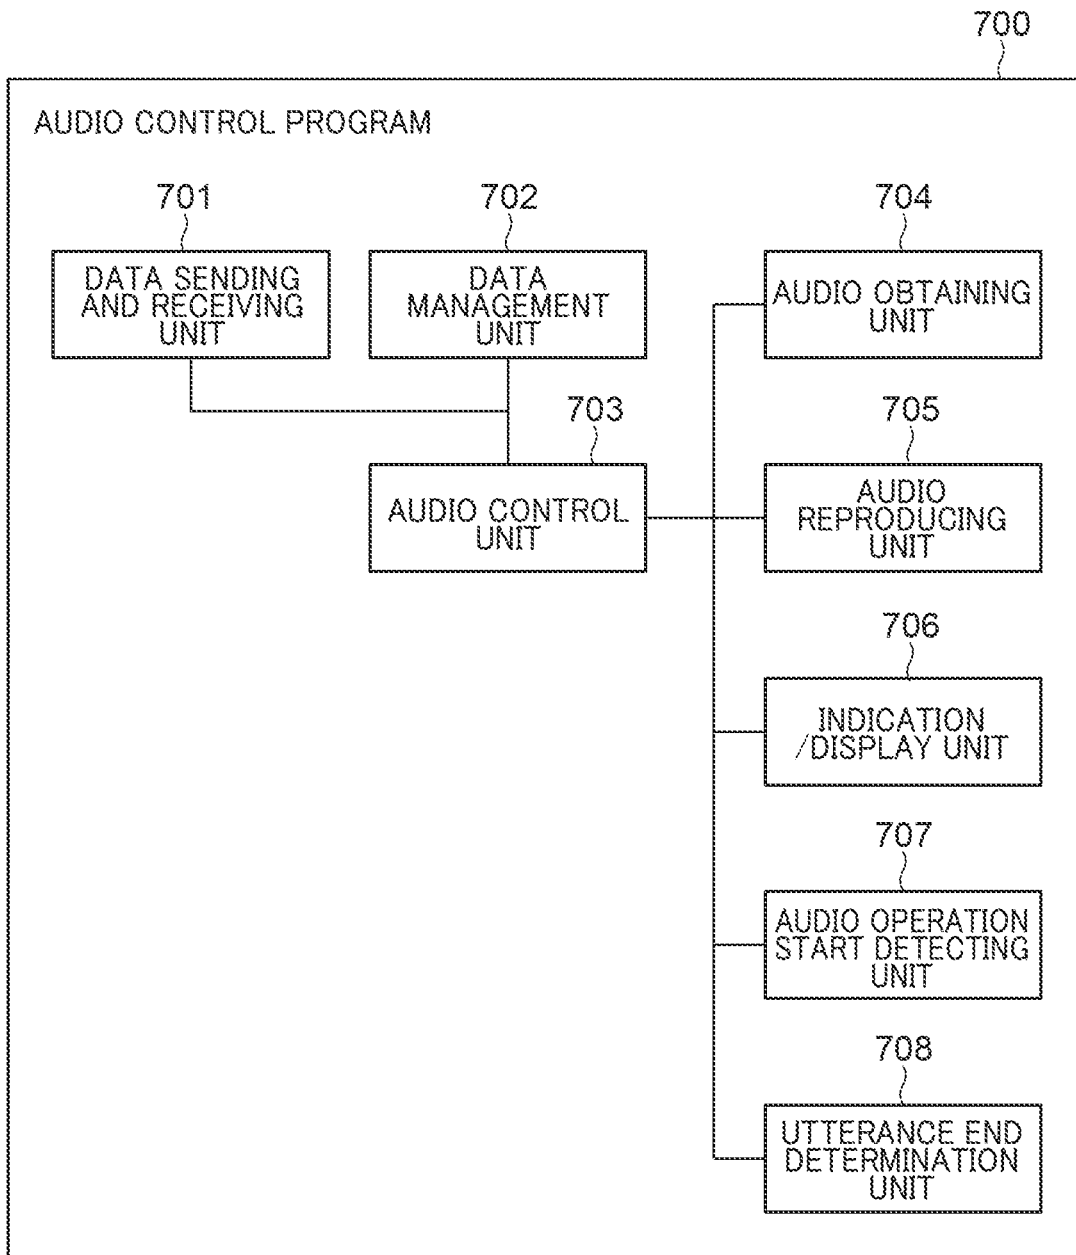 700
AUDIO CONTROL PROGRAM
701
702
704
DATA SENDING
AND RECEIVING
UNIT
DATA
MANAGEMENT
UNIT
AUDIO OBTAINING
UNIT
703
705
AUDIO CONTROL
UNIT
AUDIO
REPRODUCING
UNIT
706
INDICATION
/DISPLAY UNIT
707
AUDIO OPERATION
START DETECTING
UNIT
708
UTTERANCE END
DETERMINATION
UNIT